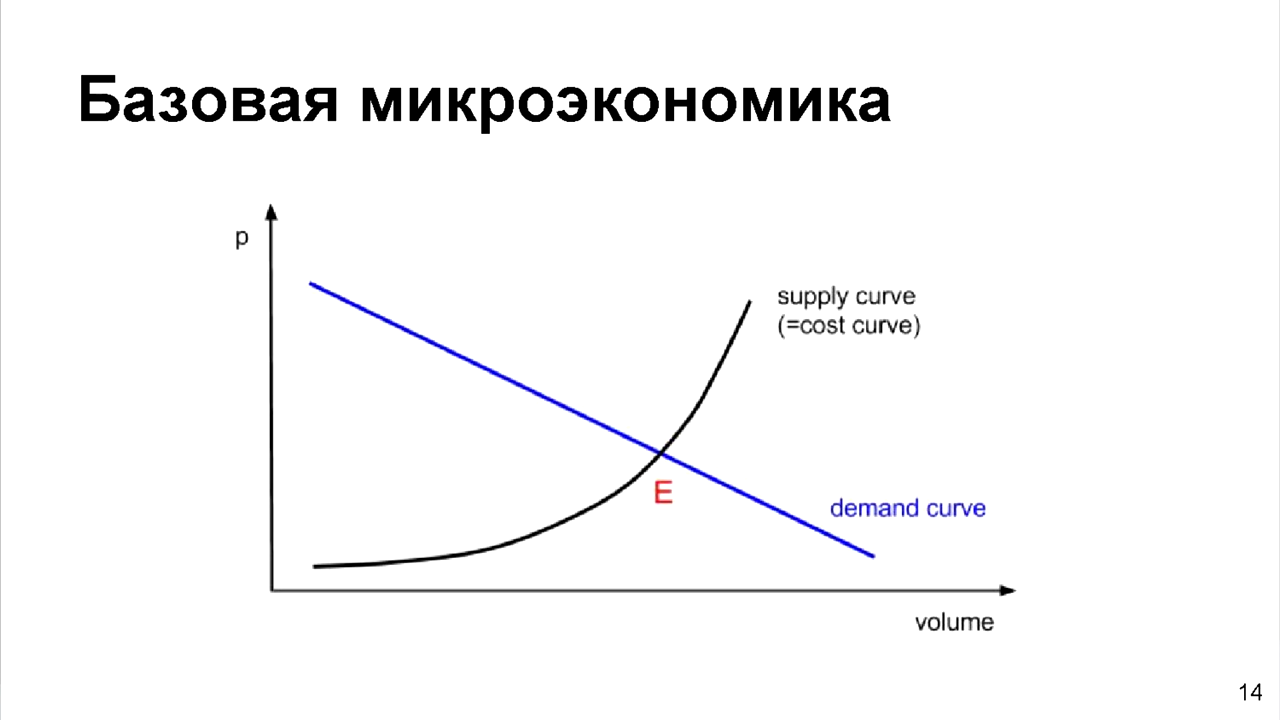 Базовая микроэкономика
p
supply curve
(=cost curve)
E
demand curve
volume
14